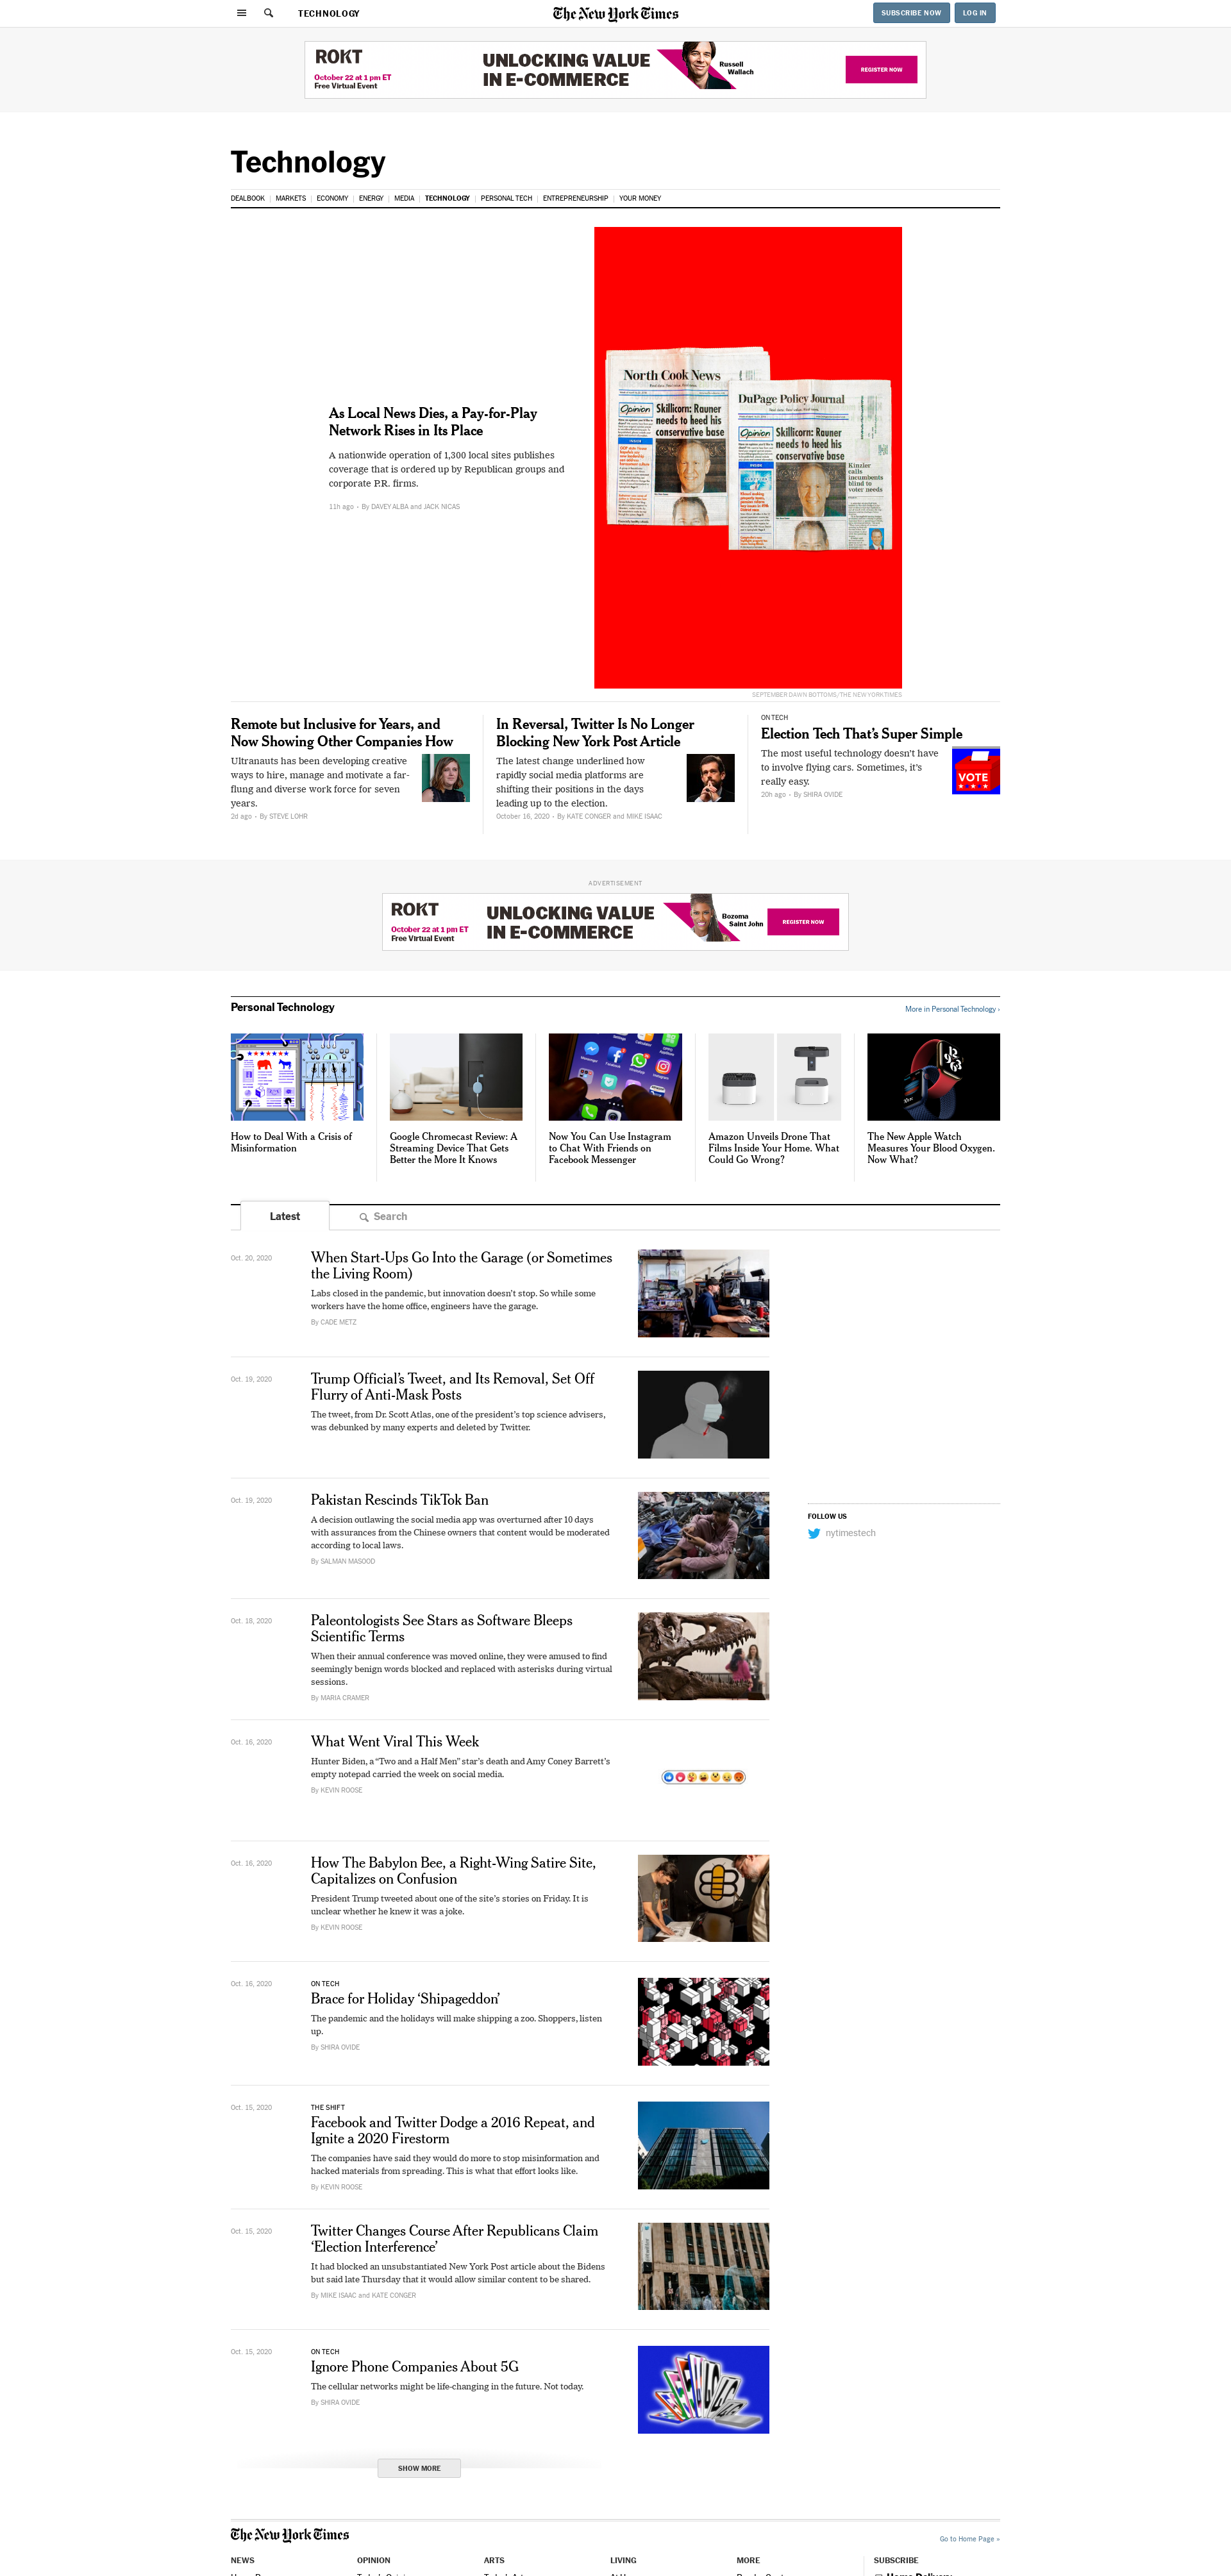 TECHNOLOGY
The New York Times
SUBSCRIBE NOW
LOG IN
ROKT
October 22 at 1 pm ET
Free Virtual Event
UNLOCKING VALUE
IN E-COMMERCE
Russell
Wallach
REGISTER NOW
Technology
DEALBOOK | MARKETS | ECONOMY | ENERGY | MEDIA | TECHNOLOGY | PERSONAL TECH | ENTREPRENEURSHIP | YOUR MONEY
As Local News Dies, a Pay-for-Play
Network Rises in Its Place
A nationwide operation of 1,300 local sites publishes
coverage that is ordered up by Republican groups and
corporate P.R. firms.
11h ago • By DAVEY ALBA and JACK NICAS
North Cook News
Opinion
Skillicorn: Rauner
needs to heed his
conservative base
DuPage Policy Journal
Opinion
Skillicorn: Rauner
needs to heed his
conservative base
Kinzler
calls
incumbents
blind to
voter needs
SEPTEMBER DAWN BOTTOMS/THE NEW YORK TIMES
Remote but Inclusive for Years, and
Now Showing Other Companies How
Ultranauts has been developing creative
ways to hire, manage and motivate a far-
flung and diverse work force for seven
years.
2d ago • By STEVE LOHR
In Reversal, Twitter Is No Longer
Blocking New York Post Article
The latest change underlined how
rapidly social media platforms are
shifting their positions in the days
leading up to the election.
October 16, 2020 • By KATE CONGER and MIKE ISAAC
ON TECH
Election Tech That’s Super Simple
The most useful technology doesn’t have
to involve flying cars. Sometimes, it’s
really easy.
20h ago • By SHIRA OVIDE
VOTE
ADVERTISEMENT
ROKT
October 22 at 1 pm ET
Free Virtual Event
UNLOCKING VALUE
IN E-COMMERCE
Bozoma
Saint John
REGISTER NOW
Personal Technology
More in Personal Technology ›
How to Deal With a Crisis of
Misinformation
Google Chromecast Review: A
Streaming Device That Gets
Better the More It Knows
Now You Can Use Instagram
to Chat With Friends on
Facebook Messenger
Amazon Unveils Drone That
Films Inside Your Home. What
Could Go Wrong?
The New Apple Watch
Measures Your Blood Oxygen.
Now What?
Latest
Search
Oct. 20, 2020
When Start-Ups Go Into the Garage (or Sometimes
the Living Room)
Labs closed in the pandemic, but innovation doesn’t stop. So while some
workers have the home office, engineers have the garage.
By CADE METZ
Oct. 19, 2020
Trump Official’s Tweet, and Its Removal, Set Off
Flurry of Anti-Mask Posts
The tweet, from Dr. Scott Atlas, one of the president’s top science advisers,
was debunked by many experts and deleted by Twitter.
Oct. 19, 2020
Pakistan Rescinds TikTok Ban
A decision outlawing the social media app was overturned after 10 days
with assurances from the Chinese owners that content would be moderated
according to local laws.
By SALMAN MASOOD
FOLLOW US
nytimestech
Oct. 18, 2020
Paleontologists See Stars as Software Bleeps
Scientific Terms
When their annual conference was moved online, they were amused to find
seemingly benign words blocked and replaced with asterisks during virtual
sessions.
By MARIA CRAMER
Oct. 16, 2020
What Went Viral This Week
Hunter Biden, a “Two and a Half Men” star’s death and Amy Coney Barrett’s
empty notepad carried the week on social media.
By KEVIN ROOSE
Oct. 16, 2020
How The Babylon Bee, a Right-Wing Satire Site,
Capitalizes on Confusion
President Trump tweeted about one of the site’s stories on Friday. It is
unclear whether he knew it was a joke.
By KEVIN ROOSE
Oct. 16, 2020
ON TECH
Brace for Holiday ‘Shipageddon’
The pandemic and the holidays will make shipping a zoo. Shoppers, listen
up.
By SHIRA OVIDE
Oct. 15, 2020
THE SHIFT
Facebook and Twitter Dodge a 2016 Repeat, and
Ignite a 2020 Firestorm
The companies have said they would do more to stop misinformation and
hacked materials from spreading. This is what that effort looks like.
By KEVIN ROOSE
Oct. 15, 2020
Twitter Changes Course After Republicans Claim
‘Election Interference’
It had blocked an unsubstantiated New York Post article about the Bidens
but said late Thursday that it would allow similar content to be shared.
By MIKE ISAAC and KATE CONGER
Oct. 15, 2020
ON TECH
Ignore Phone Companies About 5G
The cellular networks might be life-changing in the future. Not today.
By SHIRA OVIDE
SHOW MORE
The New York Times
Go to Home Page »
NEWS
OPINION
ARTS
LIVING
MORE
SUBSCRIBE